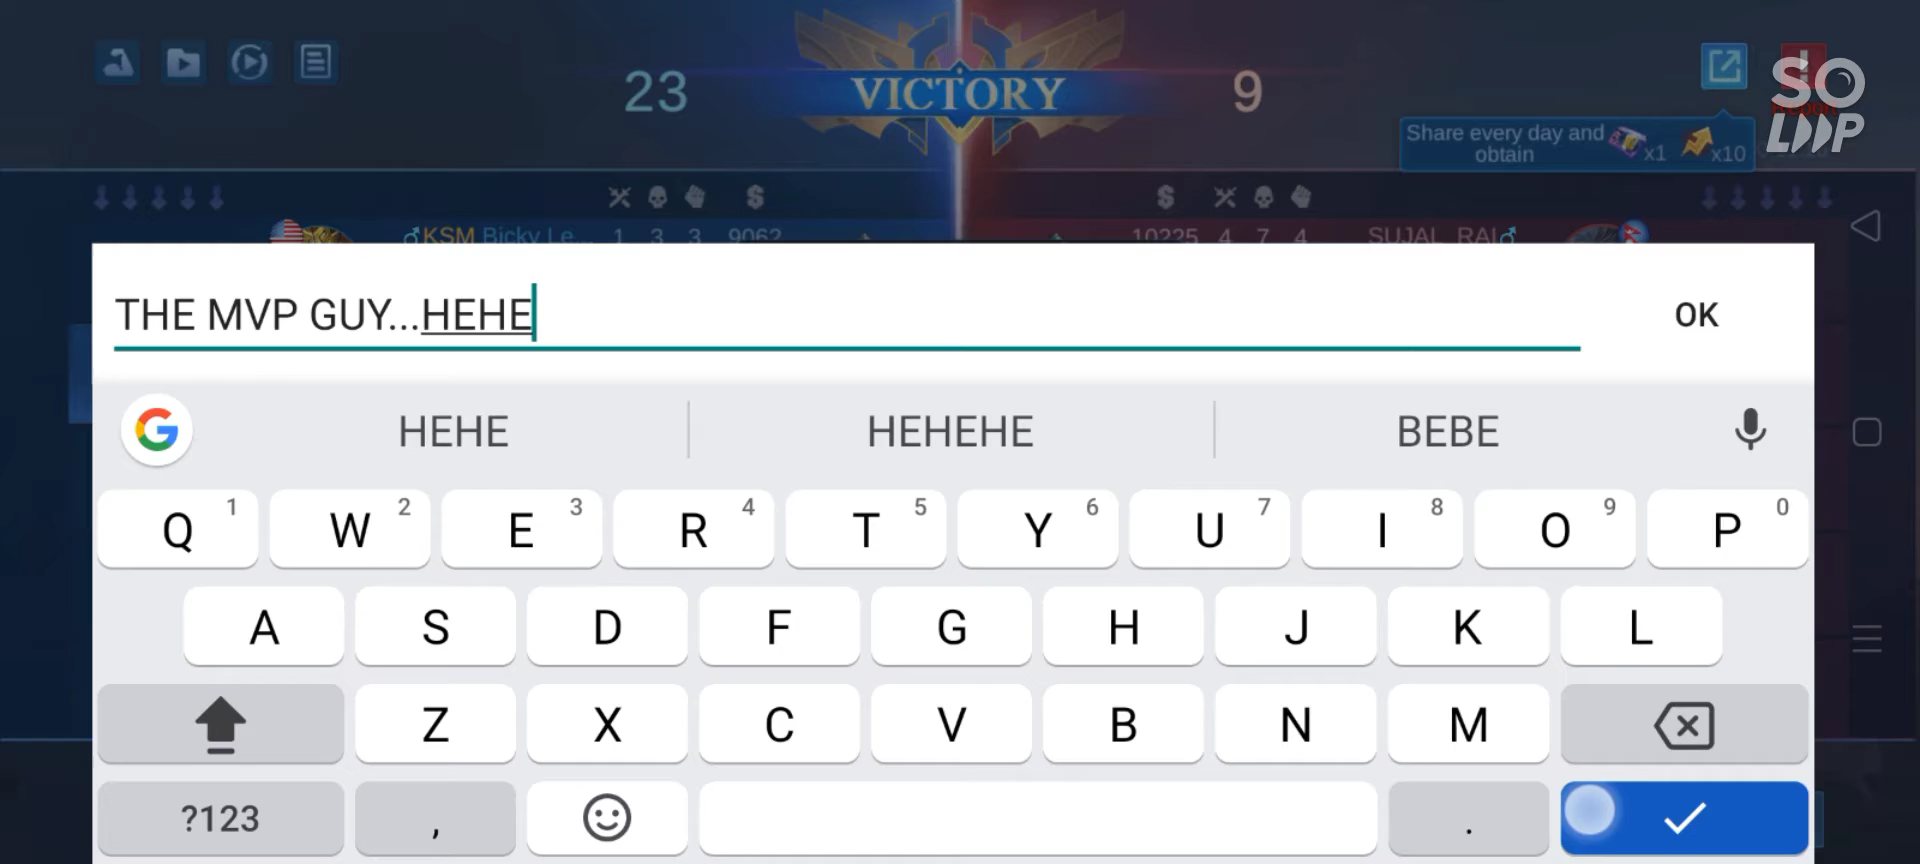 23
VICTORY
9
SO
LOOP
Share every day and
obtain
x1
x10
$
$
KSM Bicky Le... 1 3 3 9062
10225 4 7 4 SUJAL RAI
THE MVP GUY...HEHE
OK
HEHE
HEHEHE
BEBE
Q 1 W 2 E 3 R 4 T 5 Y 6 U 7 I 8 O 9 P 0
A S D F G H J K L
Z X C V B N M
?123 , .